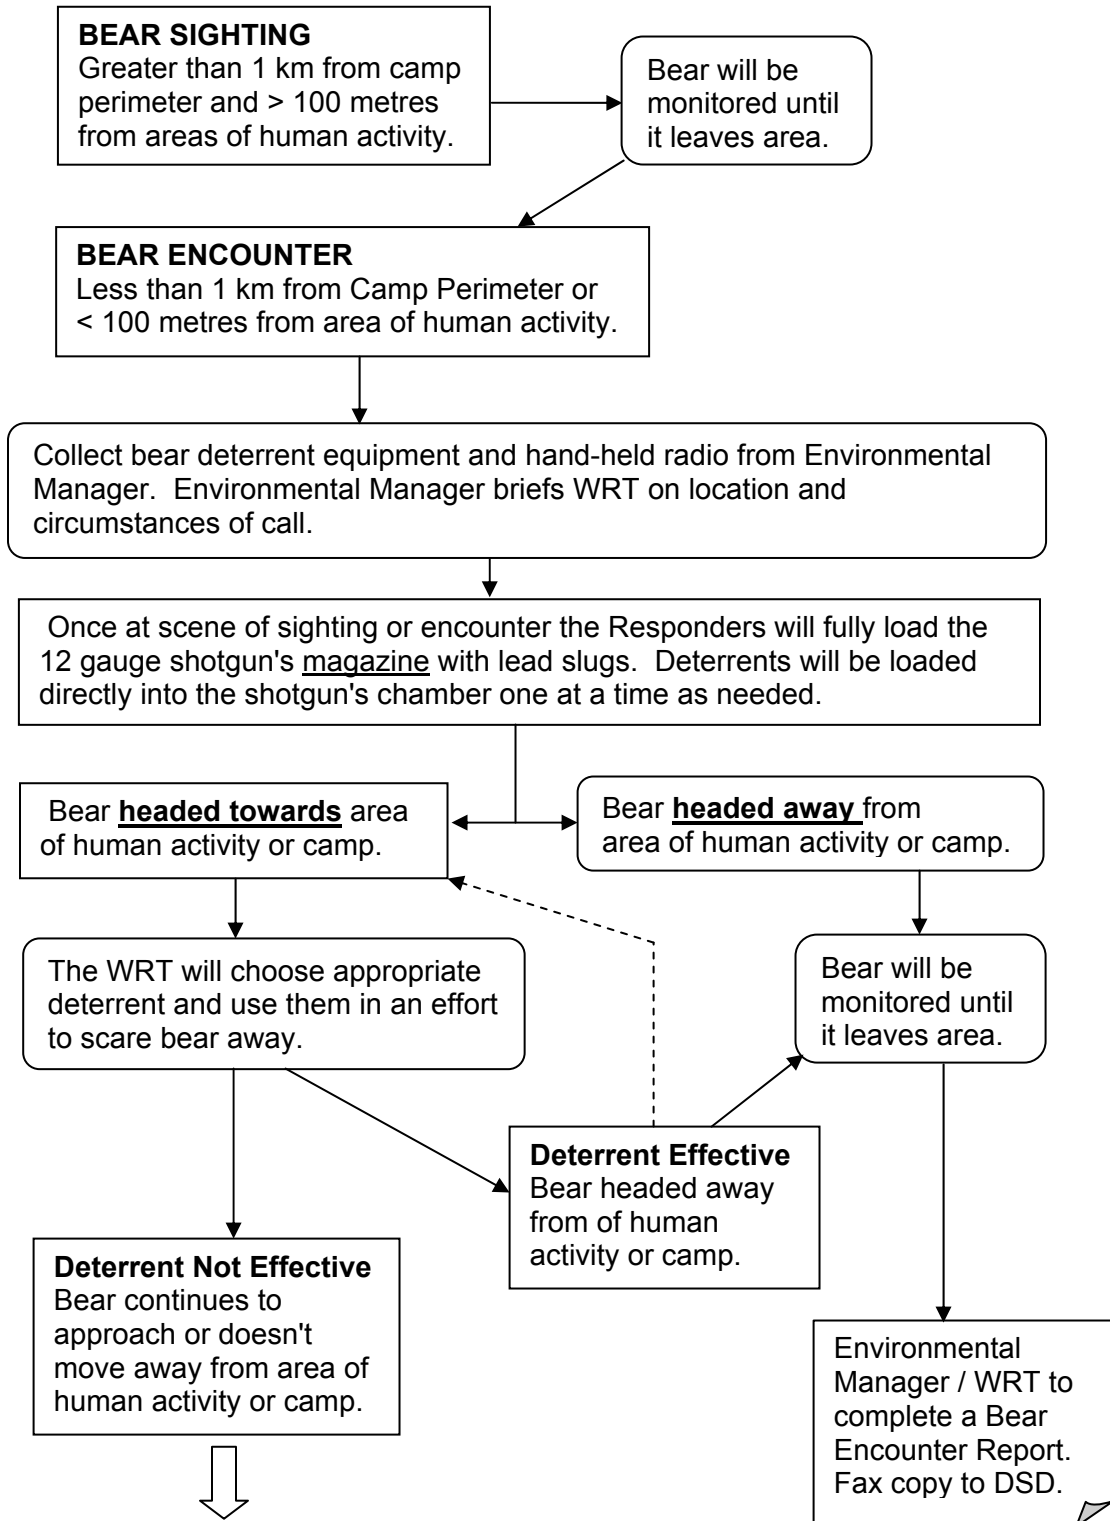 BEAR SIGHTING
Greater than 1 km from camp
perimeter and > 100 metres
from areas of human activity.
Bear will be
monitored until
it leaves area.
BEAR ENCOUNTER
Less than 1 km from Camp Perimeter or
< 100 metres from area of human activity.
Collect bear deterrent equipment and hand-held radio from Environmental
Manager.  Environmental Manager briefs WRT on location and
circumstances of call.
Once at scene of sighting or encounter the Responders will fully load the
12 gauge shotgun's magazine with lead slugs.  Deterrents will be loaded
directly into the shotgun's chamber one at a time as needed.
Bear headed towards area
of human activity or camp.
Bear headed away from
area of human activity or camp.
The WRT will choose appropriate
deterrent and use them in an effort
to scare bear away.
Bear will be
monitored until
it leaves area.
Deterrent Effective
Bear headed away
from of human
activity or camp.
Deterrent Not Effective
Bear continues to
approach or doesn't
move away from area of
human activity or camp.
Environmental
Manager / WRT to
complete a Bear
Encounter Report.
Fax copy to DSD.